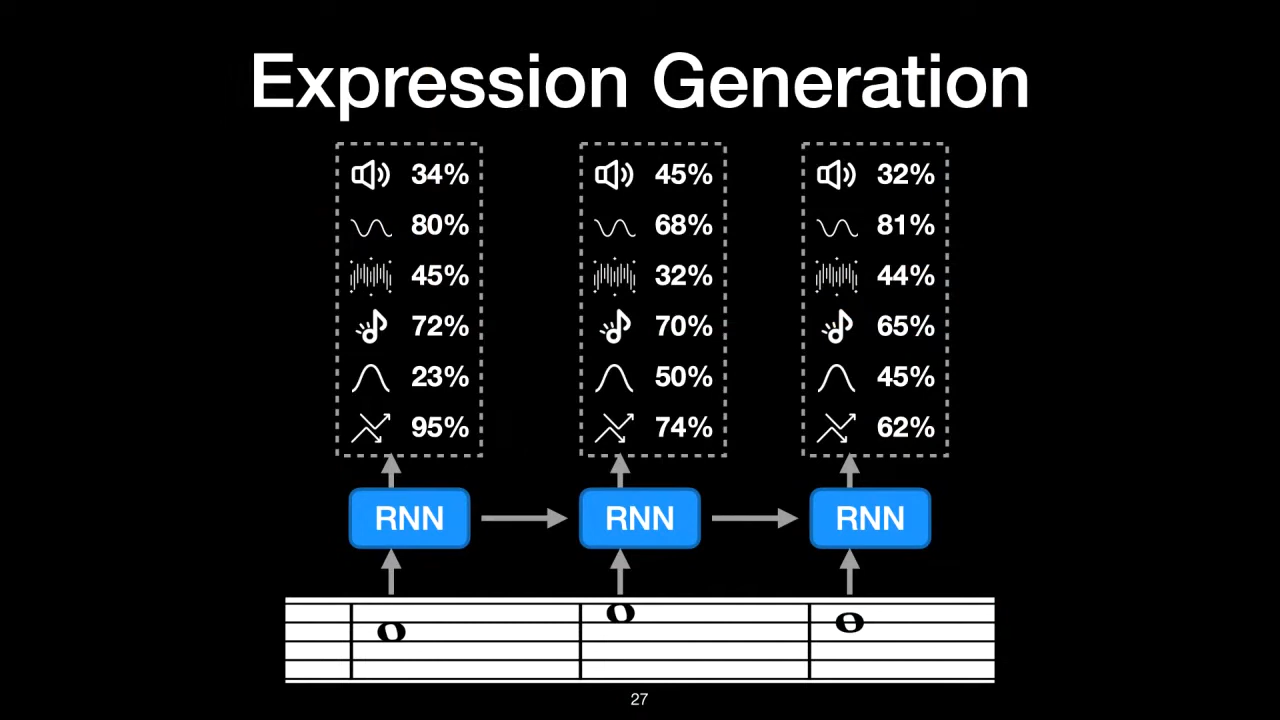 Expression Generation
34% 45% 32%
80% 68% 81%
45% 32% 44%
72% 70% 65%
23% 50% 45%
95% 74% 62%
RNN RNN RNN
27